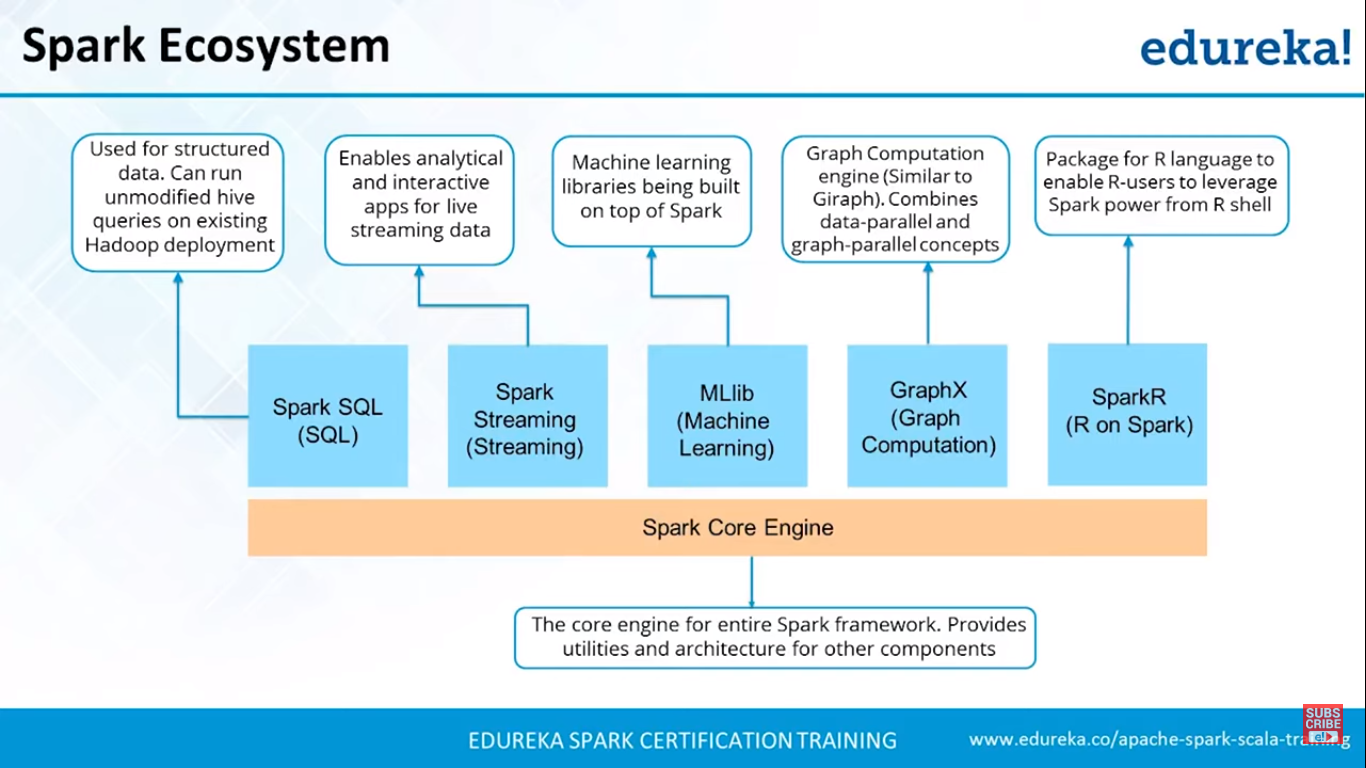 Spark Ecosystem
edureka!
Used for structured
data. Can run
unmodified hive
queries on existing
Hadoop deployment
Enables analytical
and interactive
apps for live
streaming data
Machine learning
libraries being built
on top of Spark
Graph Computation
engine (Similar to
Giraph). Combines
data-parallel and
graph-parallel concepts
Package for R language to
enable R-users to leverage
Spark power from R shell
Spark SQL
(SQL)
Spark
Streaming
(Streaming)
MLlib
(Machine
Learning)
GraphX
(Graph
Computation)
SparkR
(R on Spark)
Spark Core Engine
The core engine for entire Spark framework. Provides
utilities and architecture for other components
EDUREKA SPARK CERTIFICATION TRAINING
www.edureka.co/apache-spark-scala-training
SUBS
CRIBE
e!